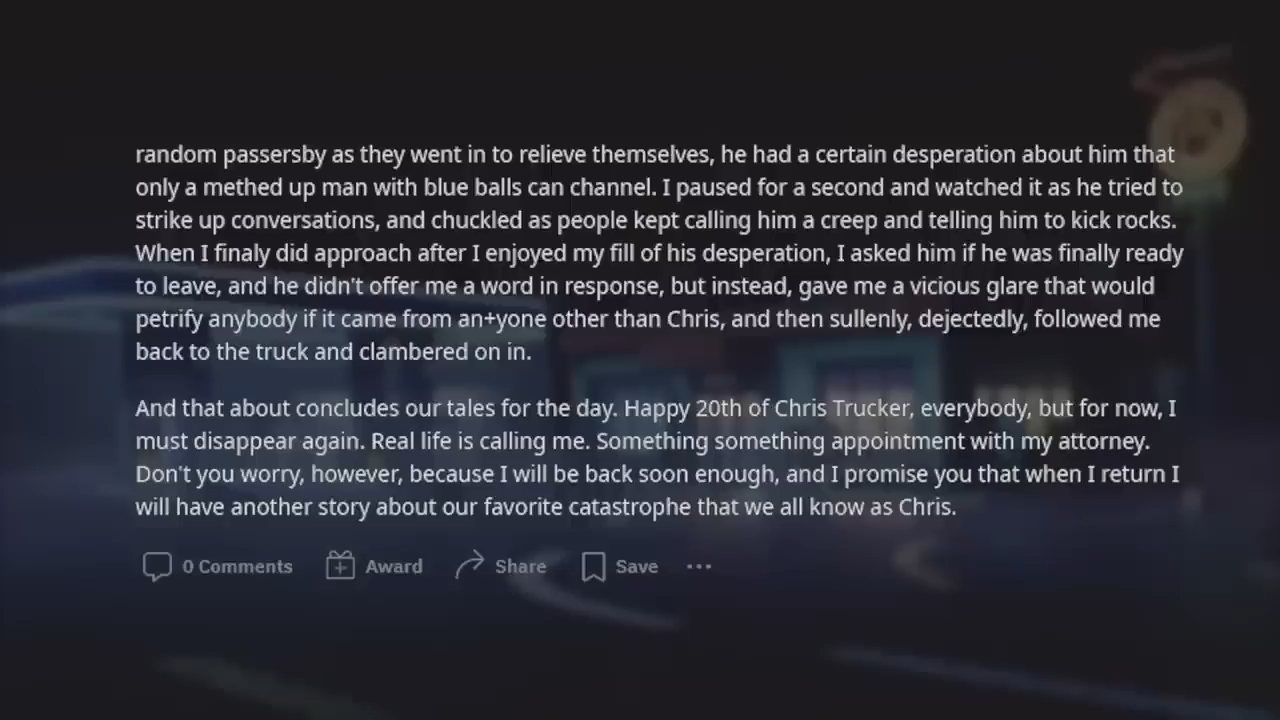 random passersby as they went in to relieve themselves, he had a certain desperation about him that
only a methed up man with blue balls can channel. I paused for a second and watched it as he tried to
strike up conversations, and chuckled as people kept calling him a creep and telling him to kick rocks.
When I finaly did approach after I enjoyed my fill of his desperation, I asked him if he was finally ready
to leave, and he didn't offer me a word in response, but instead, gave me a vicious glare that would
petrify anybody if it came from an+yone other than Chris, and then sullenly, dejectedly, followed me
back to the truck and clambered on in.
And that about concludes our tales for the day. Happy 20th of Chris Trucker, everybody, but for now, I
must disappear again. Real life is calling me. Something something appointment with my attorney.
Don't you worry, however, because I will be back soon enough, and I promise you that when I return I
will have another story about our favorite catastrophe that we all know as Chris.
0 Comments Award Share Save